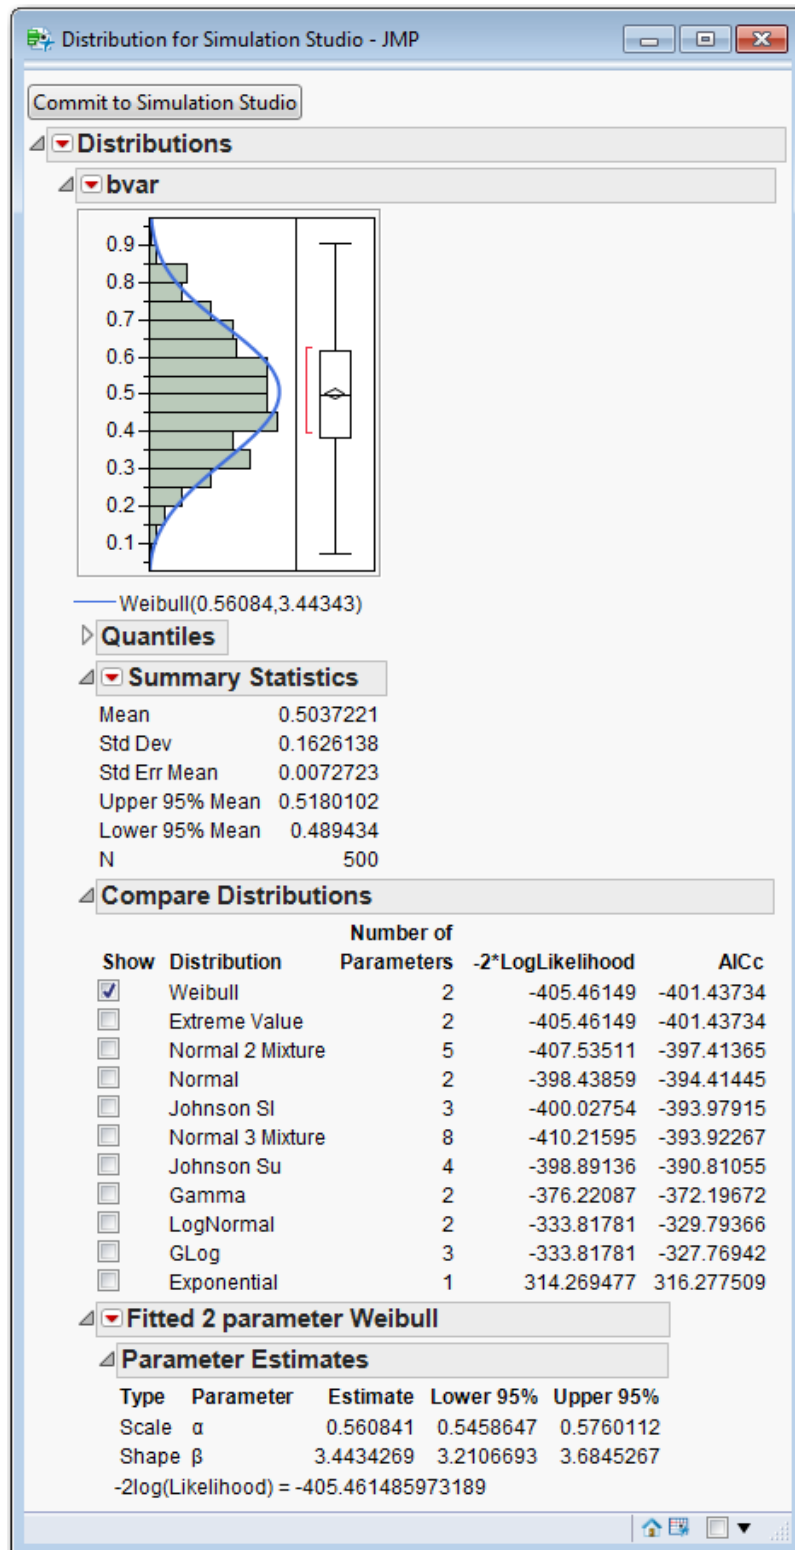 Distribution for Simulation Studio - JMP
Commit to Simulation Studio
Distributions
bvar
0.9
0.8
0.7
0.6
0.5
0.4
0.3
0.2
0.1
Weibull(0.56084,3.44343)
Quantiles
Summary Statistics
Mean 0.5037221
Std Dev 0.1626138
Std Err Mean 0.0072723
Upper 95% Mean 0.5180102
Lower 95% Mean 0.489434
N 500
Compare Distributions
Number of
Show Distribution Parameters -2*LogLikelihood AICc
Weibull 2 -405.46149 -401.43734
Extreme Value 2 -405.46149 -401.43734
Normal 2 Mixture 5 -407.53511 -397.41365
Normal 2 -398.43859 -394.41445
Johnson Sl 3 -400.02754 -393.97915
Normal 3 Mixture 8 -410.21595 -393.92267
Johnson Su 4 -398.89136 -390.81055
Gamma 2 -376.22087 -372.19672
LogNormal 2 -333.81781 -329.79366
GLog 3 -333.81781 -327.76942
Exponential 1 314.269477 316.277509
Fitted 2 parameter Weibull
Parameter Estimates
Type Parameter Estimate Lower 95% Upper 95%
Scale α 0.560841 0.5458647 0.5760112
Shape β 3.4434269 3.2106693 3.6845267
-2log(Likelihood) = -405.461485973189